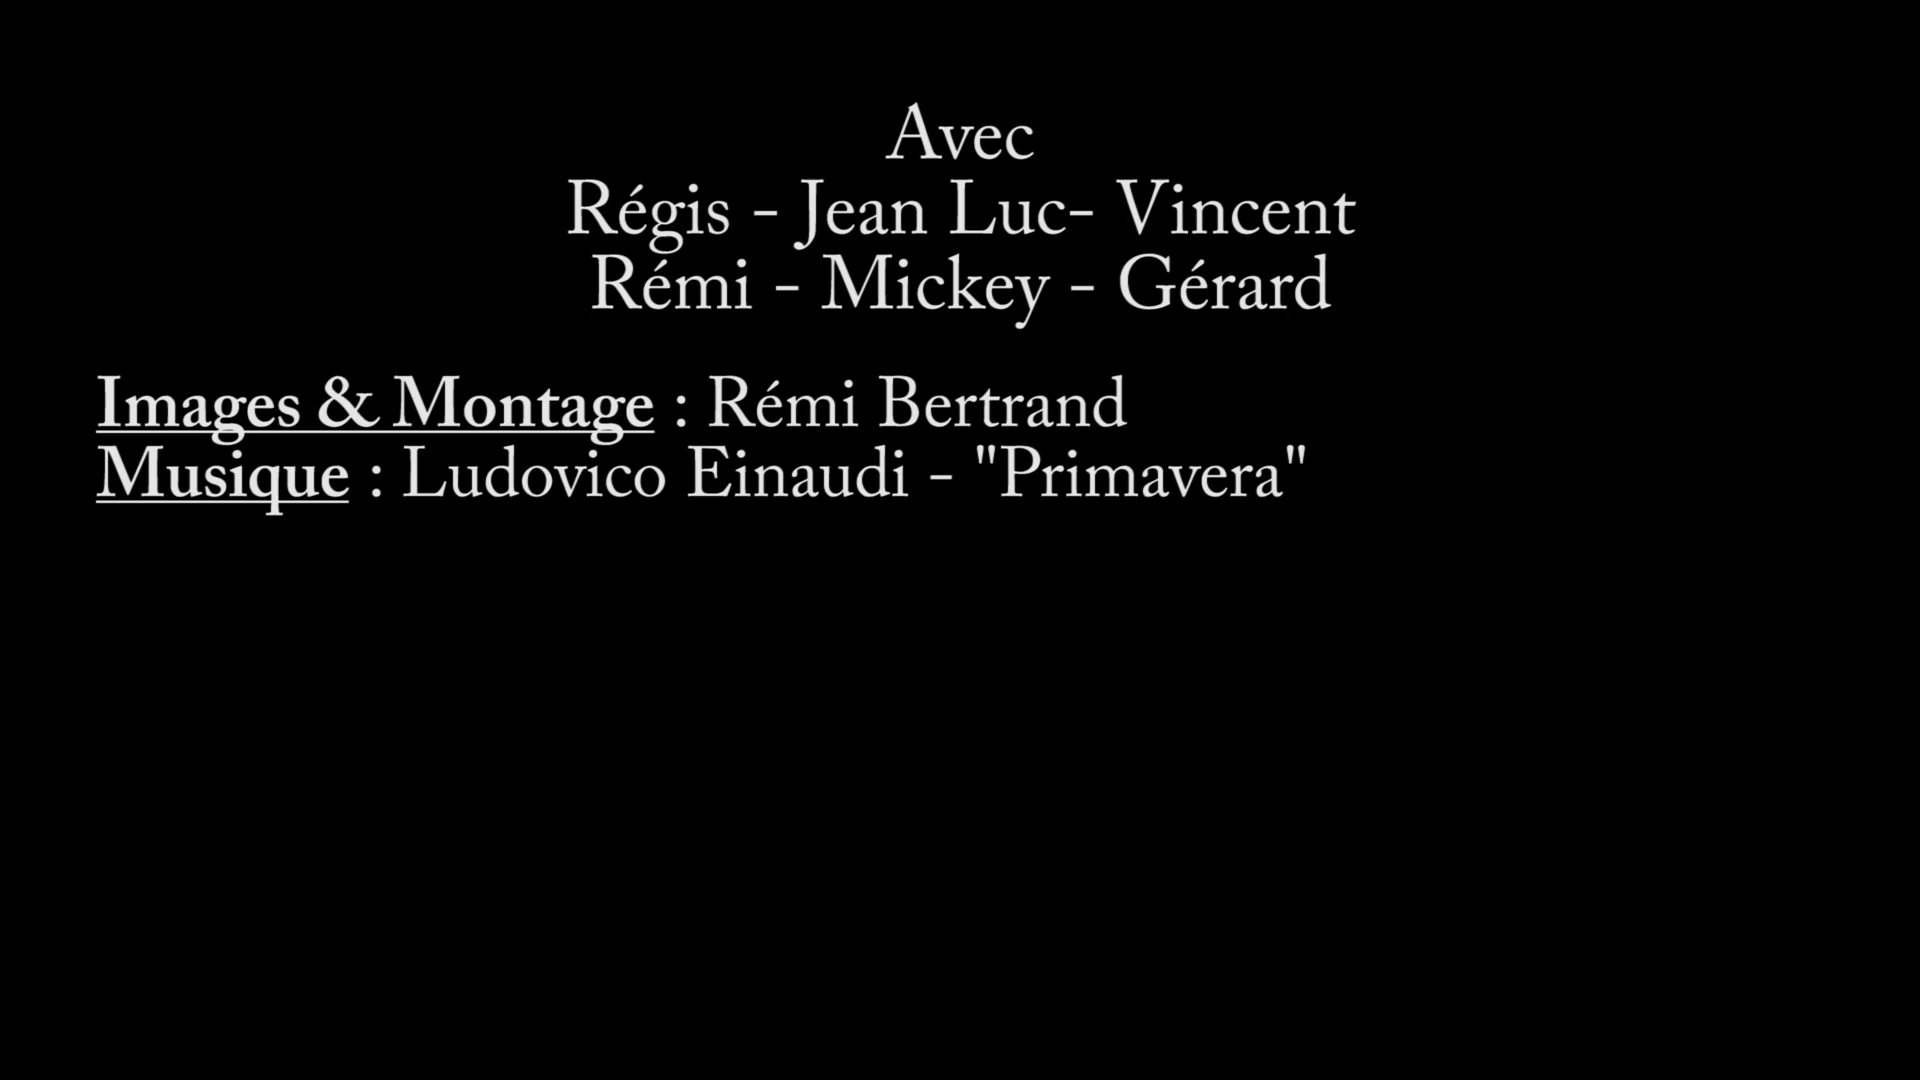 Avec
Régis - Jean Luc- Vincent
Rémi - Mickey - Gérard
Images & Montage : Rémi Bertrand
Musique : Ludovico Einaudi - "Primavera"